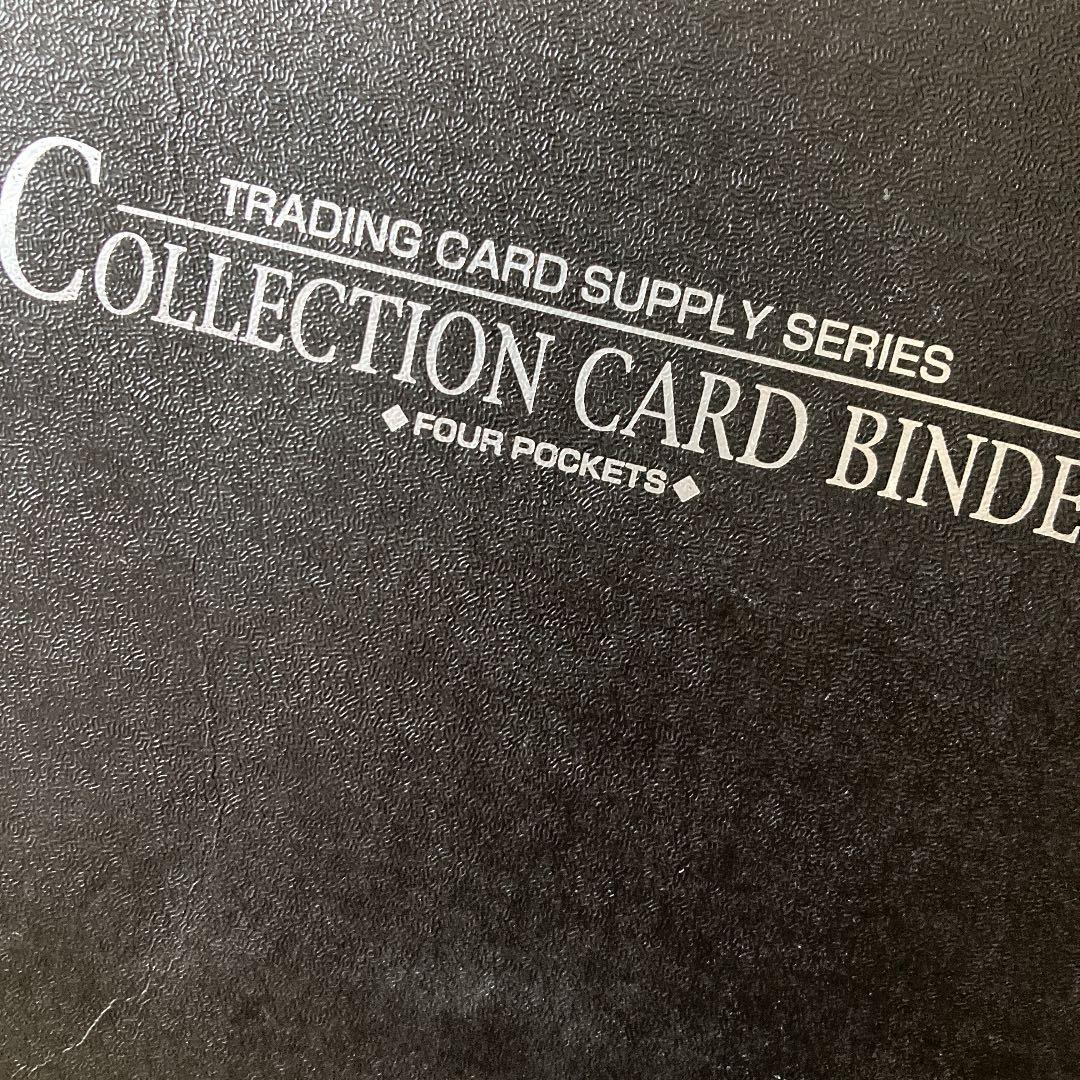 TRADING CARD SUPPLY SERIES
COLLECTION CARD BINDE
◆FOUR POCKETS◆